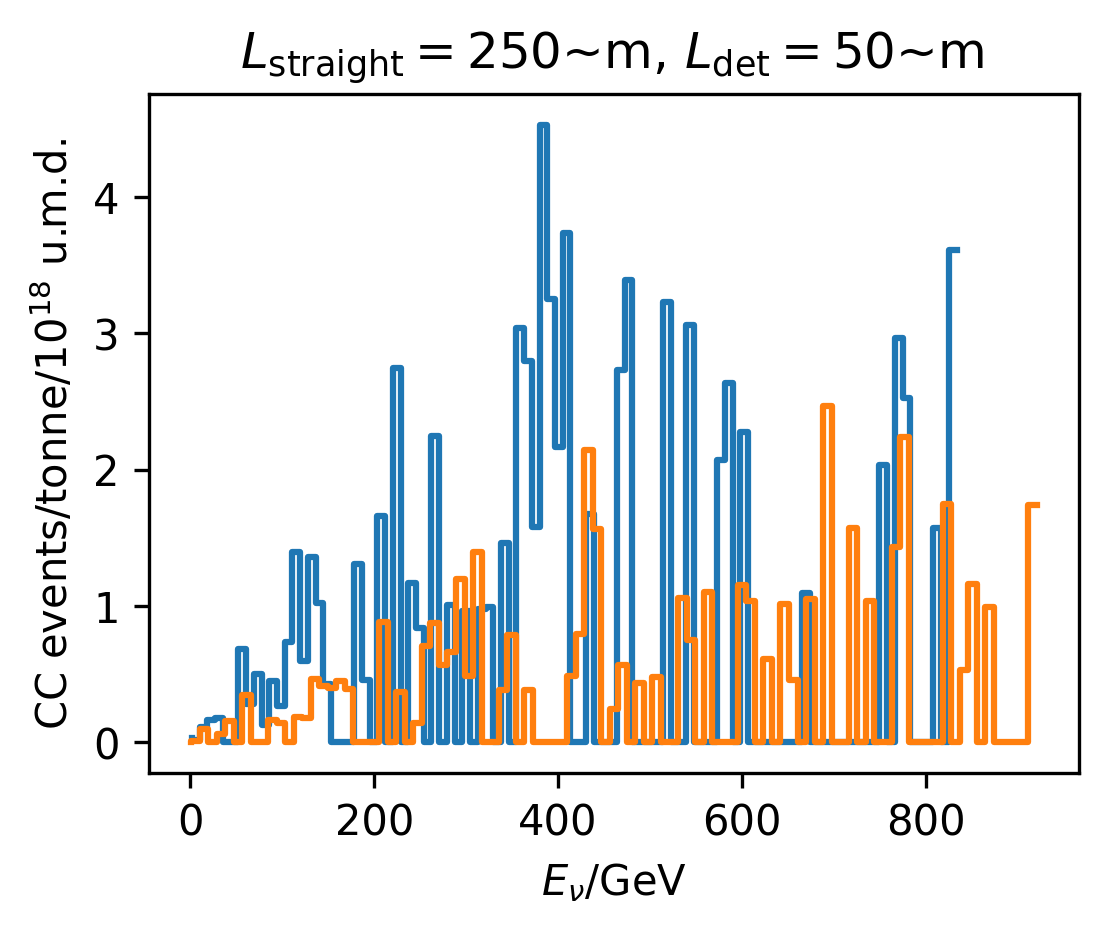 L_straight = 250~m, L_det = 50~m
CC events/tonne/10^18 u.m.d.
4
3
2
1
0
0 200 400 600 800
E_ν/GeV